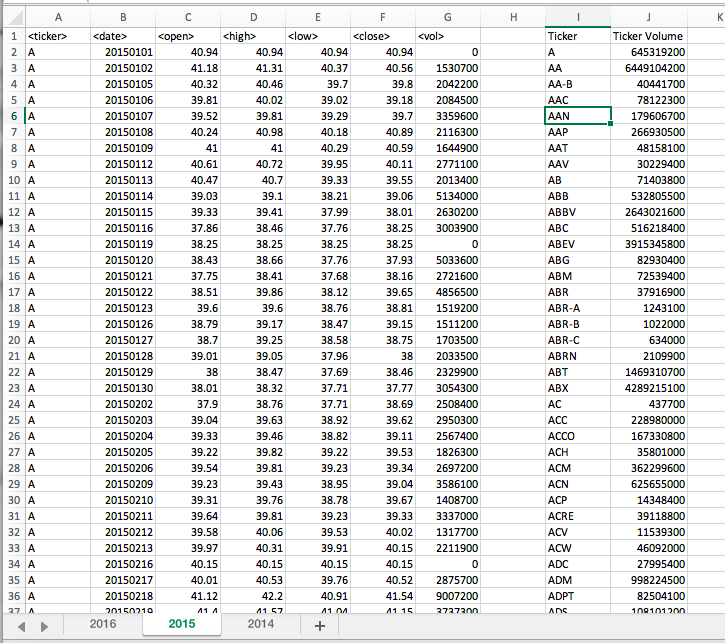 A B C D E F G H I J K
1 <ticker> <date> <open> <high> <low> <close> <vol> Ticker Ticker Volume
2 A 20150101 40.94 40.94 40.94 40.94 0 A 645319200
3 A 20150102 41.18 41.31 40.37 40.56 1530700 AA 6449104200
4 A 20150105 40.32 40.46 39.7 39.8 2042200 AA-B 40441700
5 A 20150106 39.81 40.02 39.02 39.18 2084500 AAC 78122300
6 A 20150107 39.52 39.81 39.29 39.7 3359600 AAN 179606700
7 A 20150108 40.24 40.98 40.18 40.89 2116300 AAP 266930500
8 A 20150109 41 41 40.29 40.59 1644900 AAT 48158100
9 A 20150112 40.61 40.72 39.95 40.11 2771100 AAV 30229400
10 A 20150113 40.47 40.7 39.33 39.55 2013400 AB 71403800
11 A 20150114 39.03 39.1 38.21 39.06 5134000 ABB 532805500
12 A 20150115 39.33 39.41 37.99 38.01 2630200 ABBV 2643021600
13 A 20150116 37.86 38.46 37.76 38.25 3003900 ABC 516218400
14 A 20150119 38.25 38.25 38.25 38.25 0 ABEV 3915345800
15 A 20150120 38.43 38.66 37.76 37.93 5033600 ABG 82930400
16 A 20150121 37.75 38.41 37.68 38.16 2721600 ABM 72539400
17 A 20150122 38.51 39.86 38.12 39.65 4856500 ABR 37916900
18 A 20150123 39.6 39.6 38.76 38.81 1519200 ABR-A 1243100
19 A 20150126 38.79 39.17 38.47 39.15 1511200 ABR-B 1022000
20 A 20150127 38.7 39.25 38.58 38.75 1703500 ABR-C 634000
21 A 20150128 39.01 39.05 37.96 38 2033500 ABRN 2109900
22 A 20150129 38 38.47 37.69 38.46 2329900 ABT 1469310700
23 A 20150130 38.01 38.32 37.71 37.77 3054300 ABX 4289215100
24 A 20150202 37.9 38.76 37.71 38.69 2508400 AC 437700
25 A 20150203 39.04 39.63 38.92 39.62 2950300 ACC 228980000
26 A 20150204 39.33 39.46 38.82 39.11 2567400 ACCO 167330800
27 A 20150205 39.22 39.82 39.22 39.53 1826300 ACH 35801000
28 A 20150206 39.54 39.81 39.23 39.34 2697200 ACM 362299600
29 A 20150209 39.23 39.43 38.95 39.04 3586100 ACN 625655000
30 A 20150210 39.31 39.76 38.78 39.67 1408700 ACP 14348400
31 A 20150211 39.64 39.81 39.23 39.33 3337000 ACRE 39118800
32 A 20150212 39.58 40.06 39.53 40.02 1317700 ACV 11539300
33 A 20150213 39.97 40.31 39.91 40.15 2211900 ACW 46092000
34 A 20150216 40.15 40.15 40.15 40.15 0 ADC 27995400
35 A 20150217 40.01 40.53 39.76 40.52 2875700 ADM 998224500
36 A 20150218 41.12 42.2 40.91 41.54 9007200 ADPT 82504100
37 A 20150219 41.4 41.57 41.04 41.15 3737300 ADS 108101200
2016 2015 2014 +